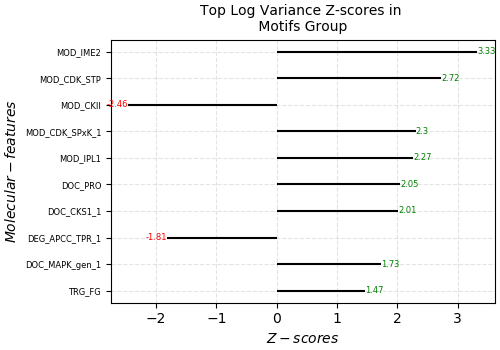 Top Log Variance Z-scores in
Motifs Group
Molecular − features
MOD_IME2 3.33
MOD_CDK_STP 2.72
MOD_CKII -2.46
MOD_CDK_SPxK_1 2.3
MOD_IPL1 2.27
DOC_PRO 2.05
DOC_CKS1_1 2.01
DEG_APCC_TPR_1 -1.81
DOC_MAPK_gen_1 1.73
TRG_FG 1.47
−2 −1 0 1 2 3
Z − scores